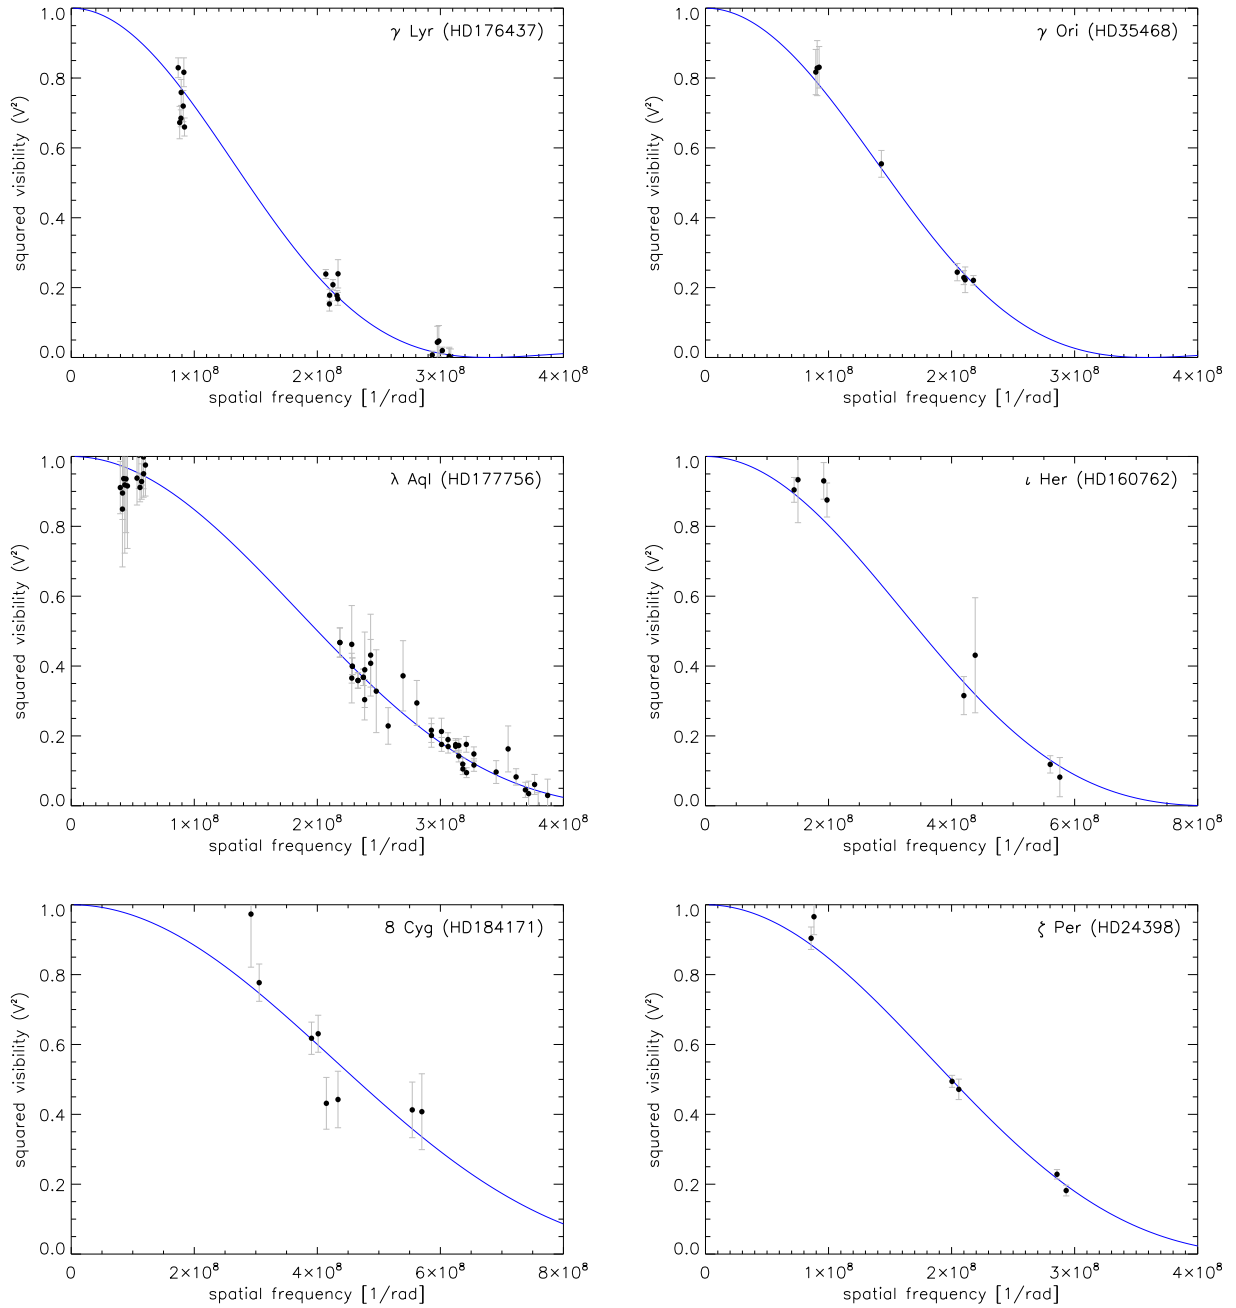 γ Lyr (HD176437)
squared visibility (V²)
1.0
0.8
0.6
0.4
0.2
0.0
0 1×10⁸ 2×10⁸ 3×10⁸ 4×10⁸
spatial frequency [1/rad]
γ Ori (HD35468)
squared visibility (V²)
1.0
0.8
0.6
0.4
0.2
0.0
0 1×10⁸ 2×10⁸ 3×10⁸ 4×10⁸
spatial frequency [1/rad]
λ Aql (HD177756)
squared visibility (V²)
1.0
0.8
0.6
0.4
0.2
0.0
0 1×10⁸ 2×10⁸ 3×10⁸ 4×10⁸
spatial frequency [1/rad]
ι Her (HD160762)
squared visibility (V²)
1.0
0.8
0.6
0.4
0.2
0.0
0 2×10⁸ 4×10⁸ 6×10⁸ 8×10⁸
spatial frequency [1/rad]
8 Cyg (HD184171)
squared visibility (V²)
1.0
0.8
0.6
0.4
0.2
0.0
0 2×10⁸ 4×10⁸ 6×10⁸ 8×10⁸
spatial frequency [1/rad]
ζ Per (HD24398)
squared visibility (V²)
1.0
0.8
0.6
0.4
0.2
0.0
0 1×10⁸ 2×10⁸ 3×10⁸ 4×10⁸
spatial frequency [1/rad]